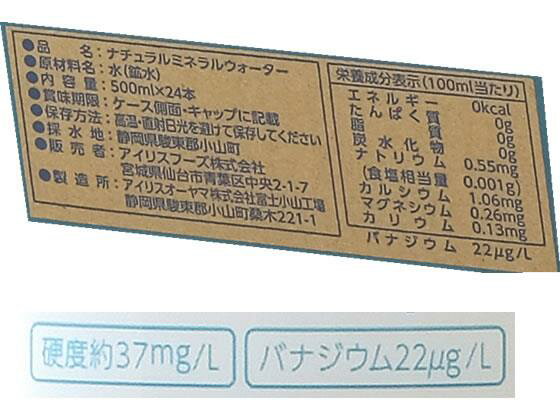 ●品 名：ナチュラルミネラルウォーター
●原材料名：水(鉱水)
●内 容 量：500ml×24本
●賞味期限：ケース側面・キャップに記載
●保存方法：高温・直射日光を避けて保存してください
●採 水 地：静岡県駿東郡小山町
●販 売 者：アイリスフーズ株式会社
宮城県仙台市青葉区中央2-1-7
●製 造 所：アイリスオーヤマ株式会社富士小山工場
静岡県駿東郡小山町桑木221-1
栄養成分表示(100ml当たり)
エネルギー 0kcal
たんぱく質 0g
脂質 0g
炭水化物 0g
ナトリウム 0.55mg
(食塩相当量 0.001g)
カルシウム 1.06mg
マグネシウム 0.26mg
カリウム 0.13mg
バナジウム 22μg/L
硬度約37mg/L
バナジウム22μg/L